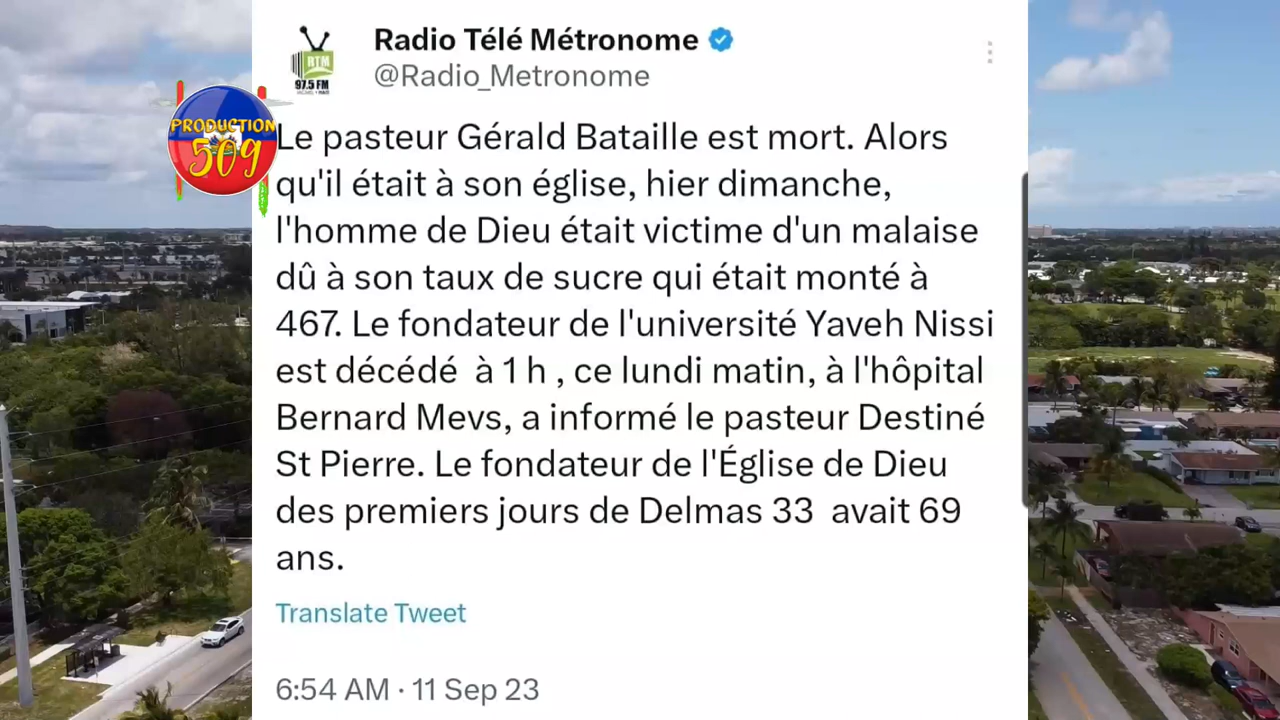 Radio Télé Métronome
RTM
97.5 FM
@Radio_Metronome
PRODUCTION
509
Le pasteur Gérald Bataille est mort. Alors
qu'il était à son église, hier dimanche,
l'homme de Dieu était victime d'un malaise
dû à son taux de sucre qui était monté à
467. Le fondateur de l'université Yaveh Nissi
est décédé  à 1 h , ce lundi matin, à l'hôpital
Bernard Mevs, a informé le pasteur Destiné
St Pierre. Le fondateur de l'Église de Dieu
des premiers jours de Delmas 33  avait 69
ans.
Translate Tweet
6:54 AM · 11 Sep 23